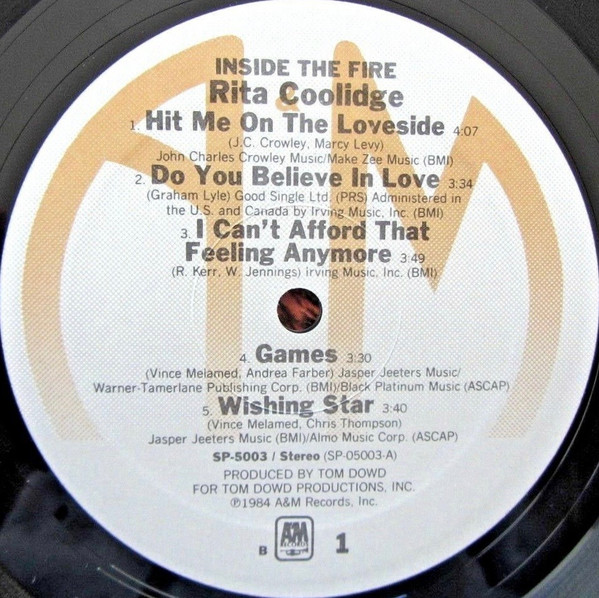 INSIDE THE FIRE
Rita Coolidge
1. Hit Me On The Loveside 4:07
(J.C. Crowley, Marcy Levy)
John Charles Crowley Music/Make Zee Music (BMI)
2. Do You Believe In Love 3:34
(Graham Lyle) Good Single Ltd. (PRS) Administered in
the U.S. and Canada by Irving Music, Inc. (BMI)
3. I Can't Afford That
Feeling Anymore 3:49
(R. Kerr, W. Jennings) Irving Music, Inc. (BMI)
4. Games 3:30
(Vince Melamed, Andrea Farber) Jasper Jeeters Music/
Warner-Tamerlane Publishing Corp. (BMI)/Black Platinum Music (ASCAP)
5. Wishing Star 3:40
(Vince Melamed, Chris Thompson)
Jasper Jeeters Music (BMI)/Almo Music Corp. (ASCAP)
SP-5003 / Stereo (SP-05003-A)
PRODUCED BY TOM DOWD
FOR TOM DOWD PRODUCTIONS, INC.
℗1984 A&M Records, Inc.
B A&M RECORDS 1
A&M